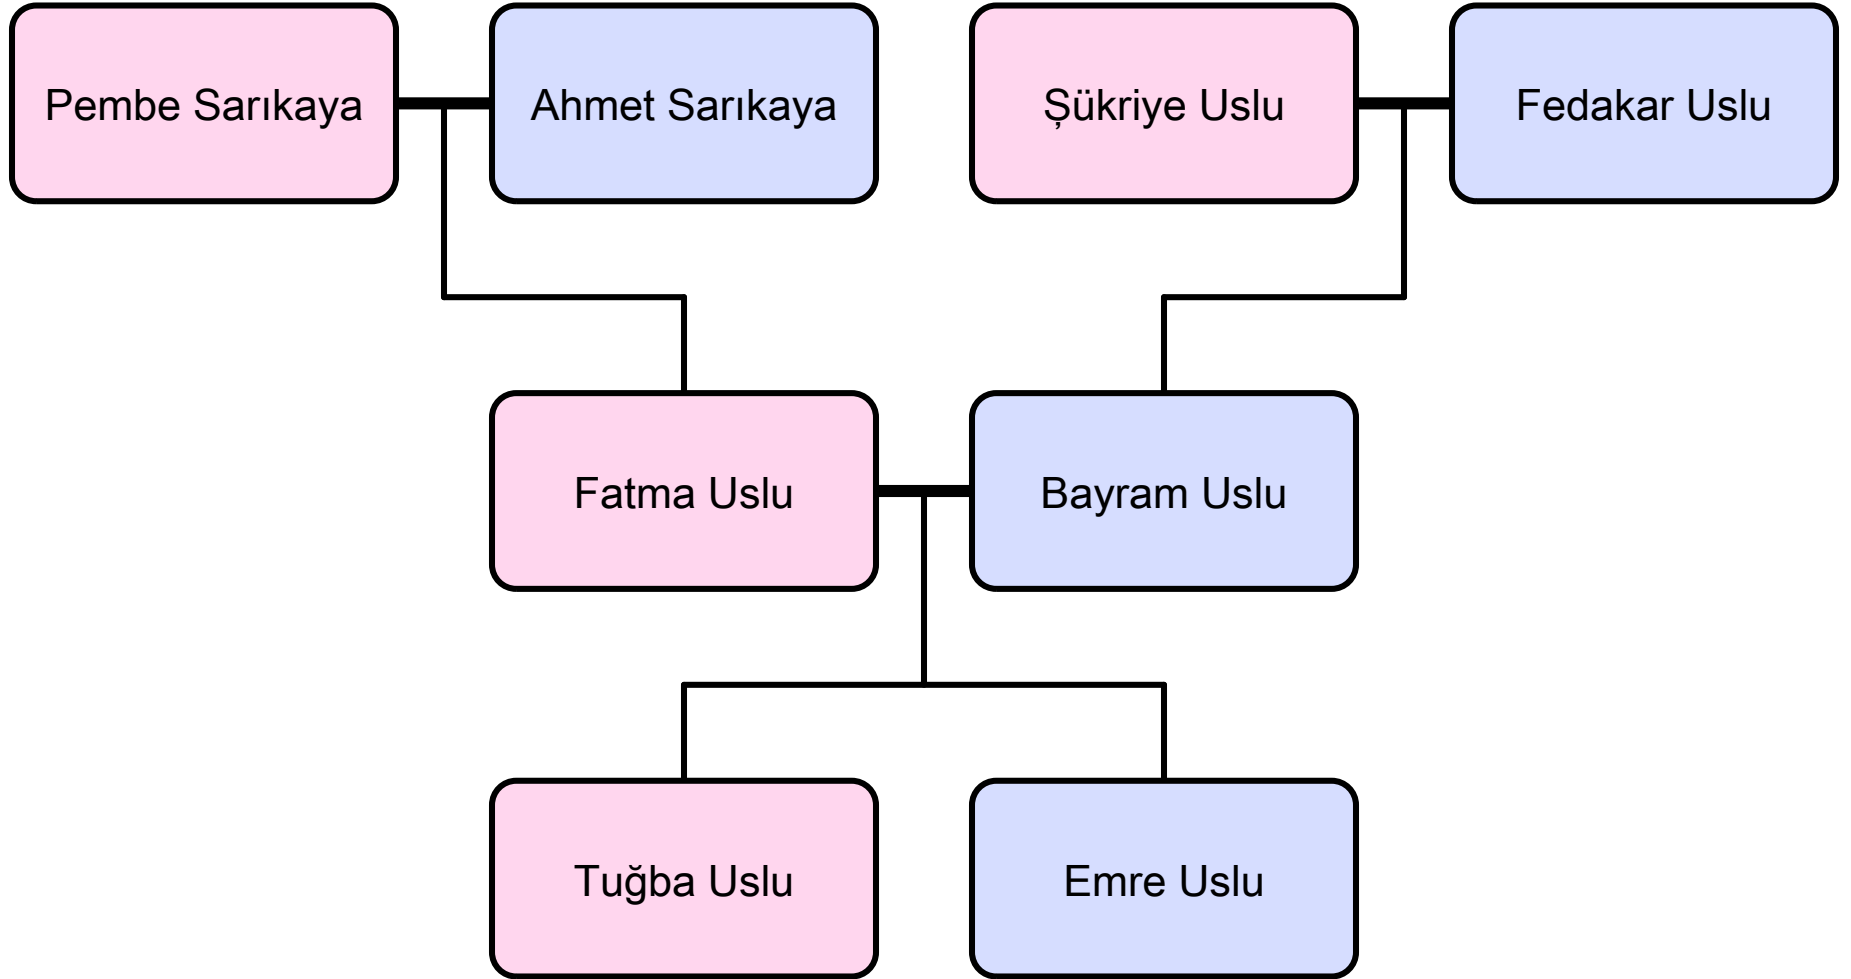 Pembe Sarıkaya
Ahmet Sarıkaya
Şükriye Uslu
Fedakar Uslu
Fatma Uslu
Bayram Uslu
Tuğba Uslu
Emre Uslu